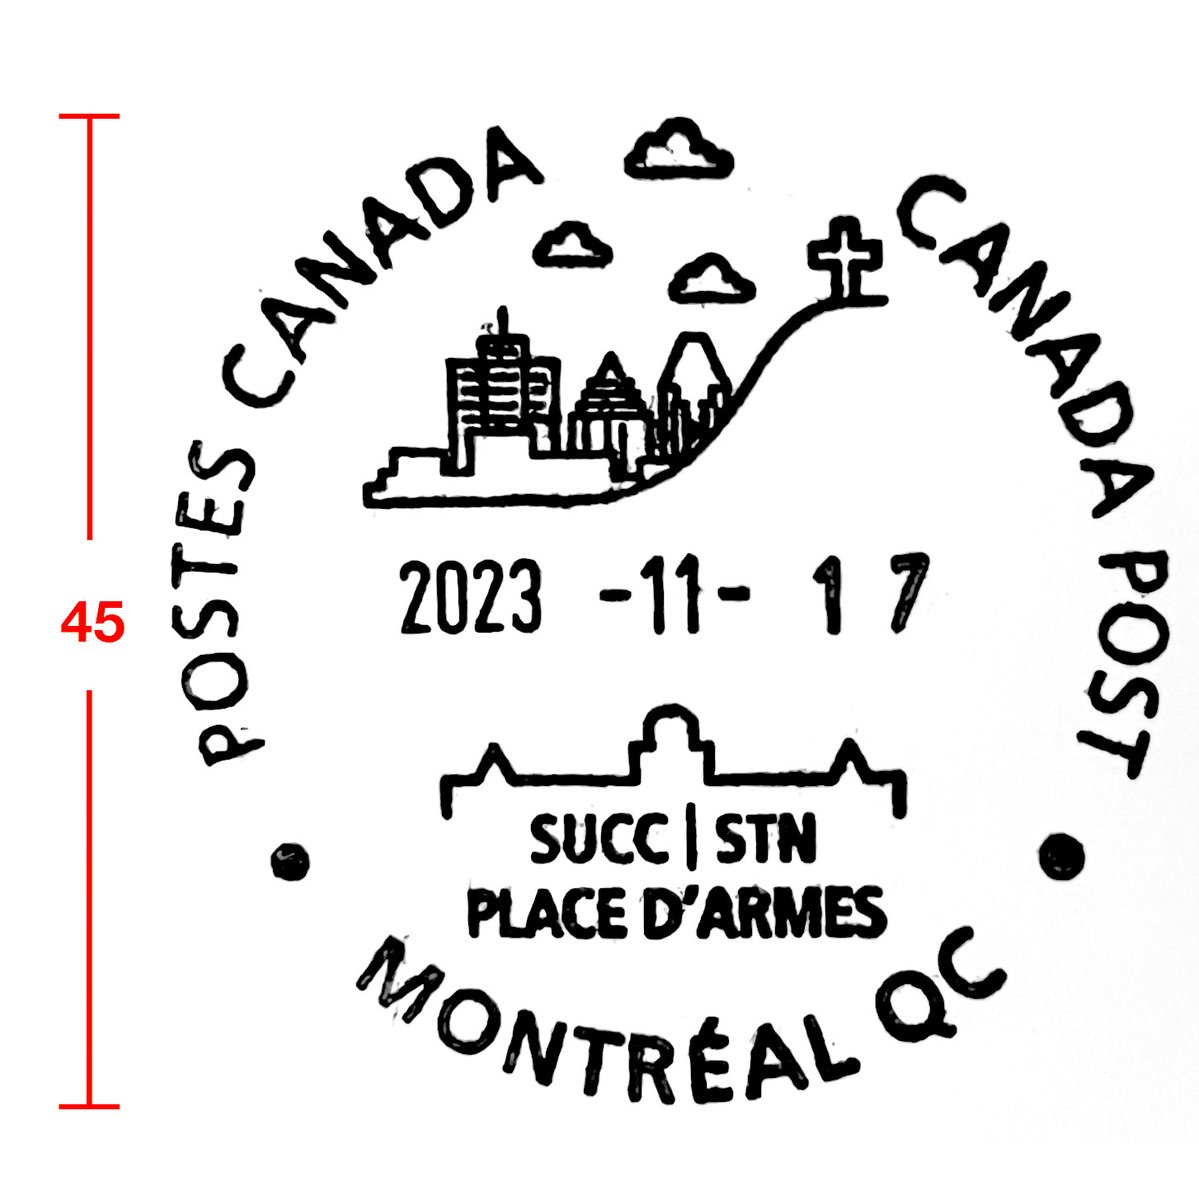 POSTES CANADA
CANADA POST
45
2023 -11- 17
SUCC | STN
PLACE D'ARMES
MONTRÉAL QC